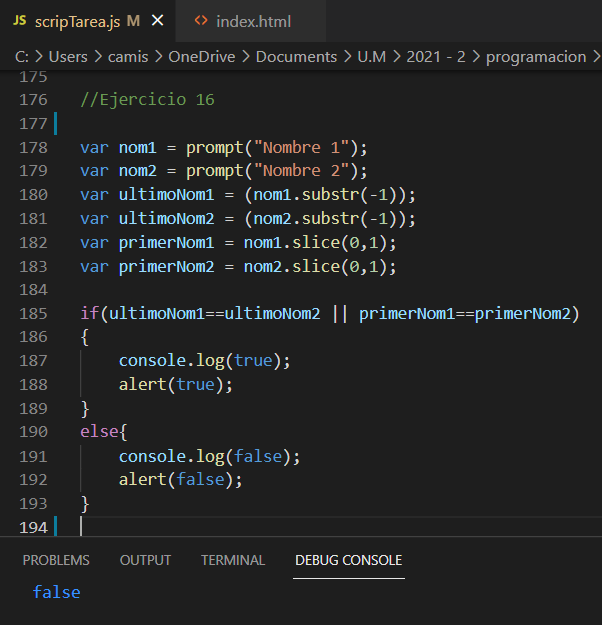 JS scripTarea.js M × <> index.html
C: > Users > camis > OneDrive > Documents > U.M > 2021 - 2 > programacion >
175
176 //Ejercicio 16
177
178 var nom1 = prompt("Nombre 1");
179 var nom2 = prompt("Nombre 2");
180 var ultimoNom1 = (nom1.substr(-1));
181 var ultimoNom2 = (nom2.substr(-1));
182 var primerNom1 = nom1.slice(0,1);
183 var primerNom2 = nom2.slice(0,1);
184
185 if(ultimoNom1==ultimoNom2 || primerNom1==primerNom2)
186 {
187     console.log(true);
188     alert(true);
189 }
190 else{
191     console.log(false);
192     alert(false);
193 }
194
PROBLEMS OUTPUT TERMINAL DEBUG CONSOLE
false